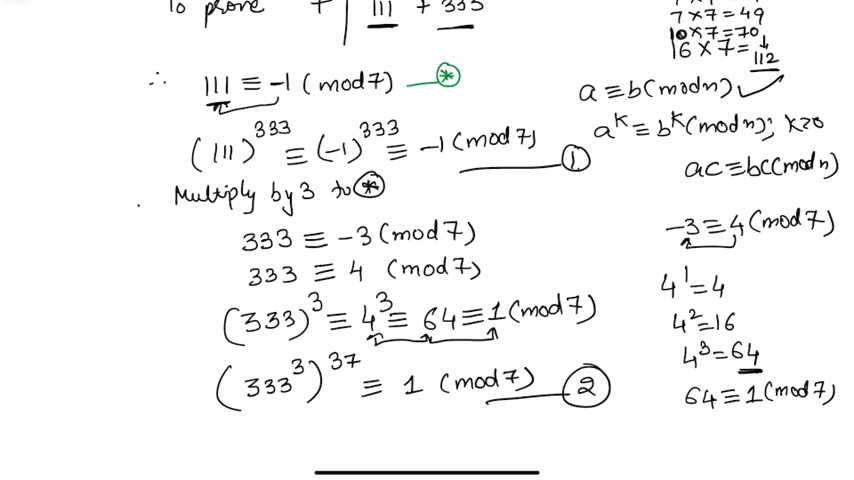 To prove 7 | 111 + 333
∴ 111 ≡ -1 (mod 7) — *
(111)^333 ≡ (-1)^333 ≡ -1 (mod 7) — 1
Multiply by 3 to *
333 ≡ -3 (mod 7)
333 ≡ 4 (mod 7)
(333)^3 ≡ 4^3 ≡ 64 ≡ 1 (mod 7)
(333^3)^37 ≡ 1 (mod 7) — 2
7 × 7 = 49
10 × 7 = 70
16 × 7 = 112
a ≡ b (mod n)
a^k ≡ b^k (mod n); k>0
ac ≡ bc (mod n)
-3 ≡ 4 (mod 7)
4^1 = 4
4^2 = 16
4^3 = 64
64 ≡ 1 (mod 7)